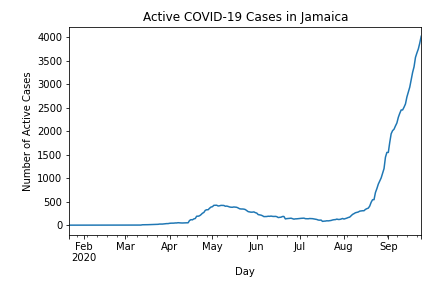 Active COVID-19 Cases in Jamaica
Number of Active Cases
4000
3500
3000
2500
2000
1500
1000
500
0
Feb Mar Apr May Jun Jul Aug Sep
2020
Day